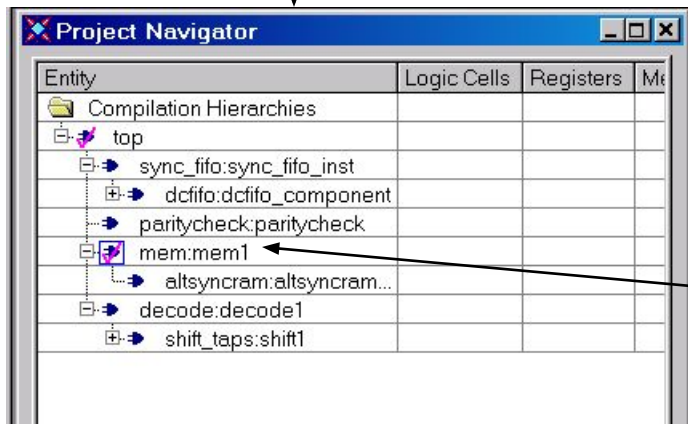 Project Navigator
Entity Logic Cells Registers Me
Compilation Hierarchies
top
sync_fifo:sync_fifo_inst
dcfifo:dcfifo_component
paritycheck:paritycheck
mem:mem1
altsyncram:altsyncram...
decode:decode1
shift_taps:shift1